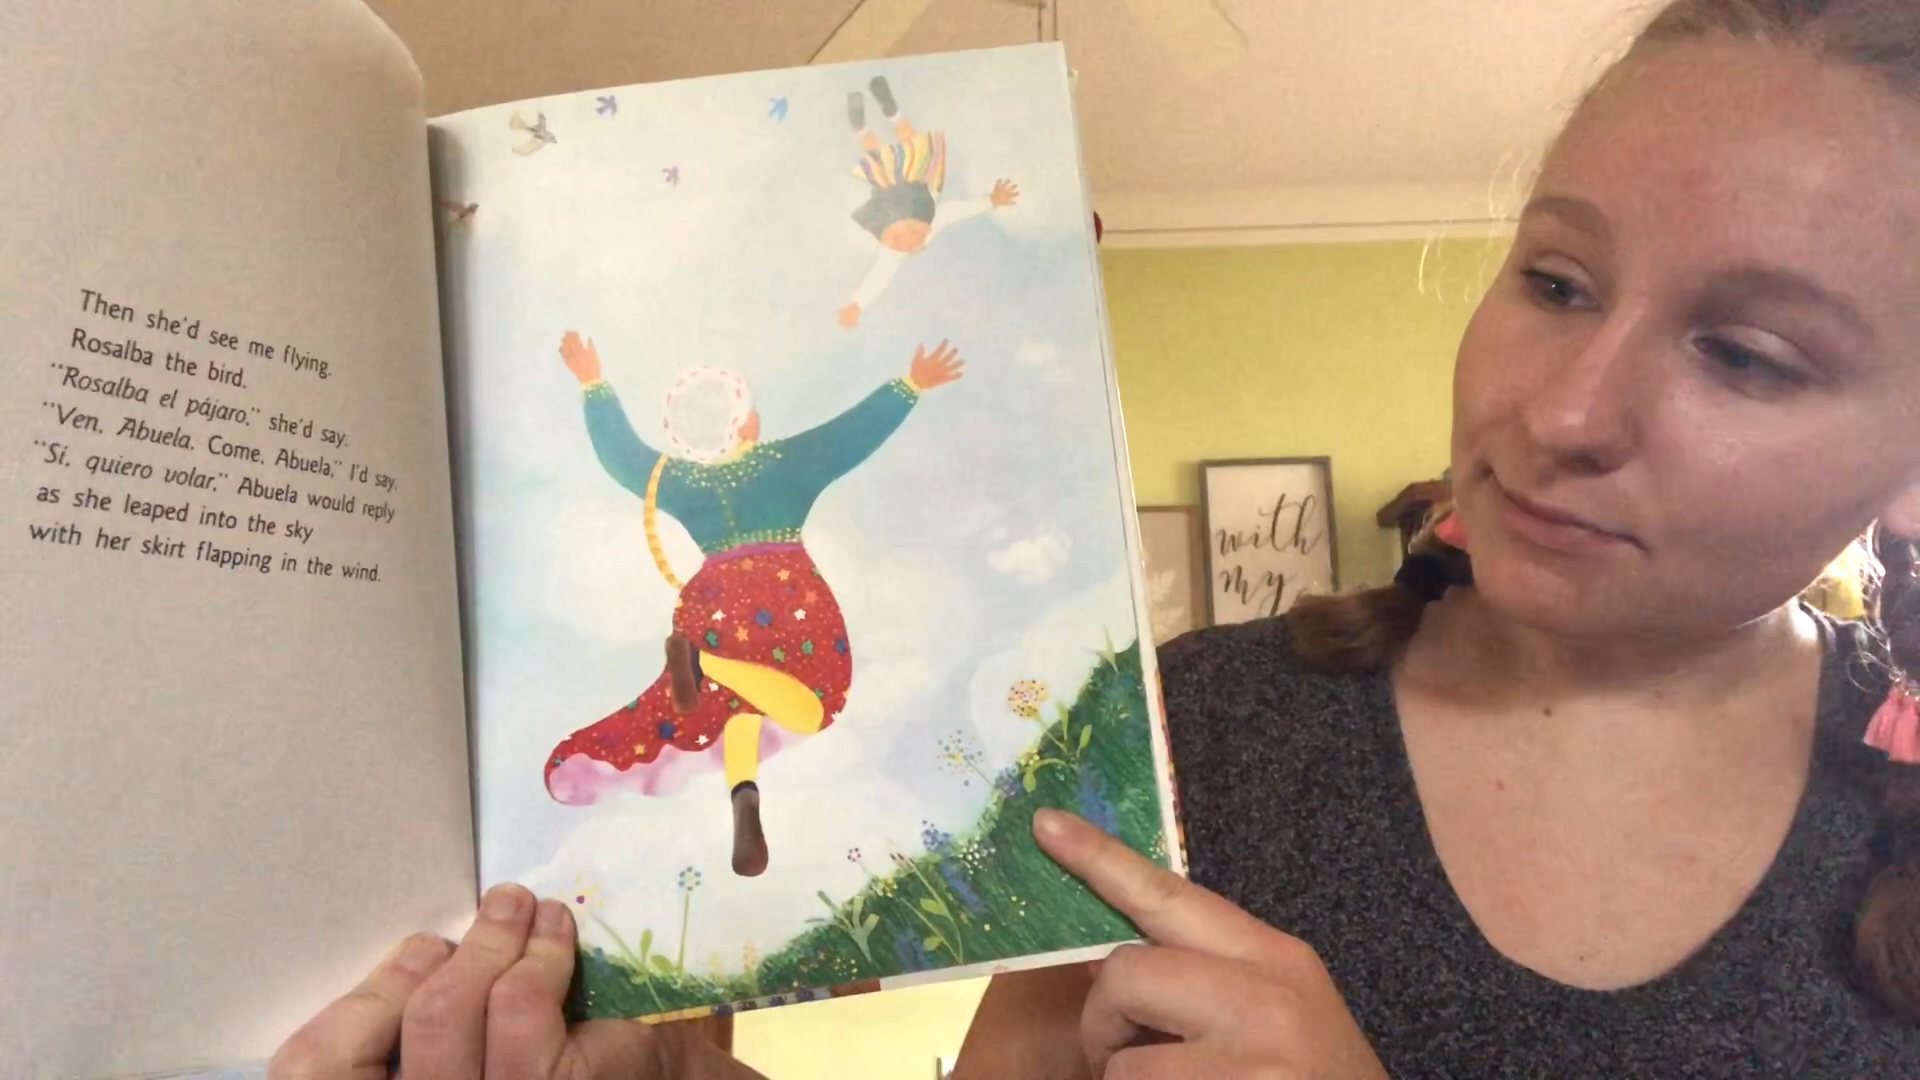 Then she'd see me flying.
Rosalba the bird.
"Rosalba el pájaro," she'd say.
"Ven, Abuela. Come, Abuela," I'd say.
"Sí, quiero volar," Abuela would reply
as she leaped into the sky
with her skirt flapping in the wind.
with
my